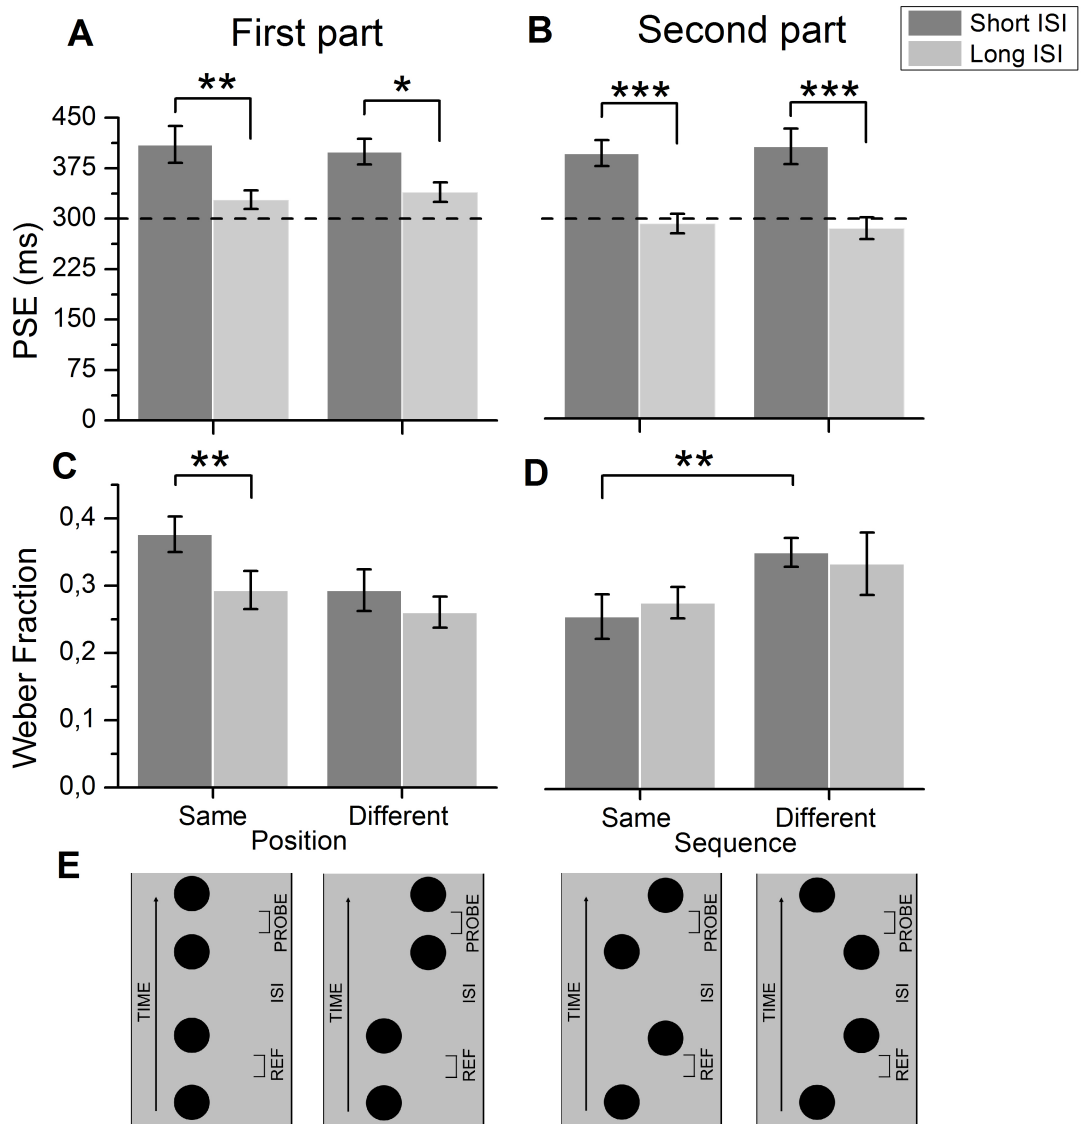 A First part B Second part
Short ISI
Long ISI
** * *** ***
450
375
300
225
150
75
0
PSE (ms)
C ** D **
0,4
0,3
0,2
0,1
0,0
Weber Fraction
Same Different Same Different
Position Sequence
E
TIME REF ISI PROBE
TIME REF ISI PROBE
TIME REF ISI PROBE
TIME REF ISI PROBE